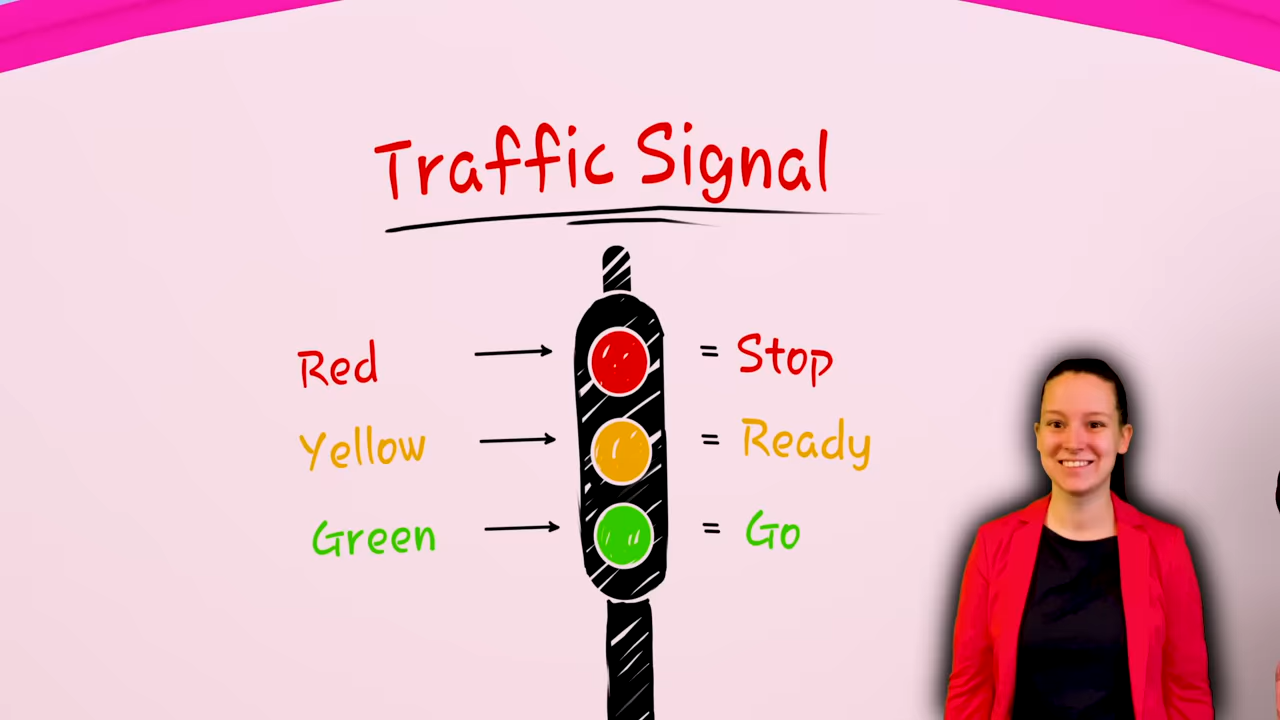 Traffic Signal
Red = Stop
Yellow = Ready
Green = Go